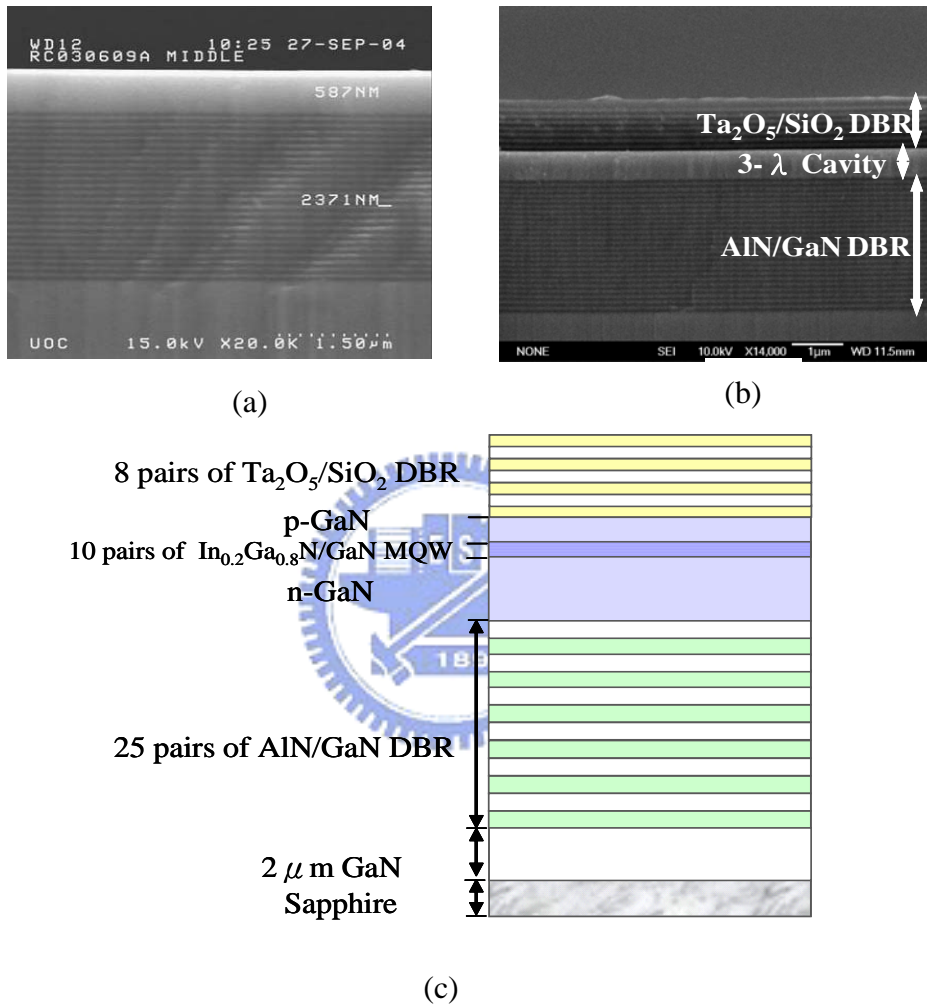 WD12 10:25 27-SEP-04
RC030609A MIDDLE
587NM
2371NM
UOC 15.0kV X20.0K 1.50μm
(a)
Ta₂O₅/SiO₂ DBR
3- λ Cavity
AlN/GaN DBR
NONE SEI 10.0kV X14,000 1μm WD 11.5mm
(b)
8 pairs of Ta₂O₅/SiO₂ DBR
p-GaN
10 pairs of In₀.₂Ga₀.₈N/GaN MQW
n-GaN
25 pairs of AlN/GaN DBR
2 μm GaN
Sapphire
(c)